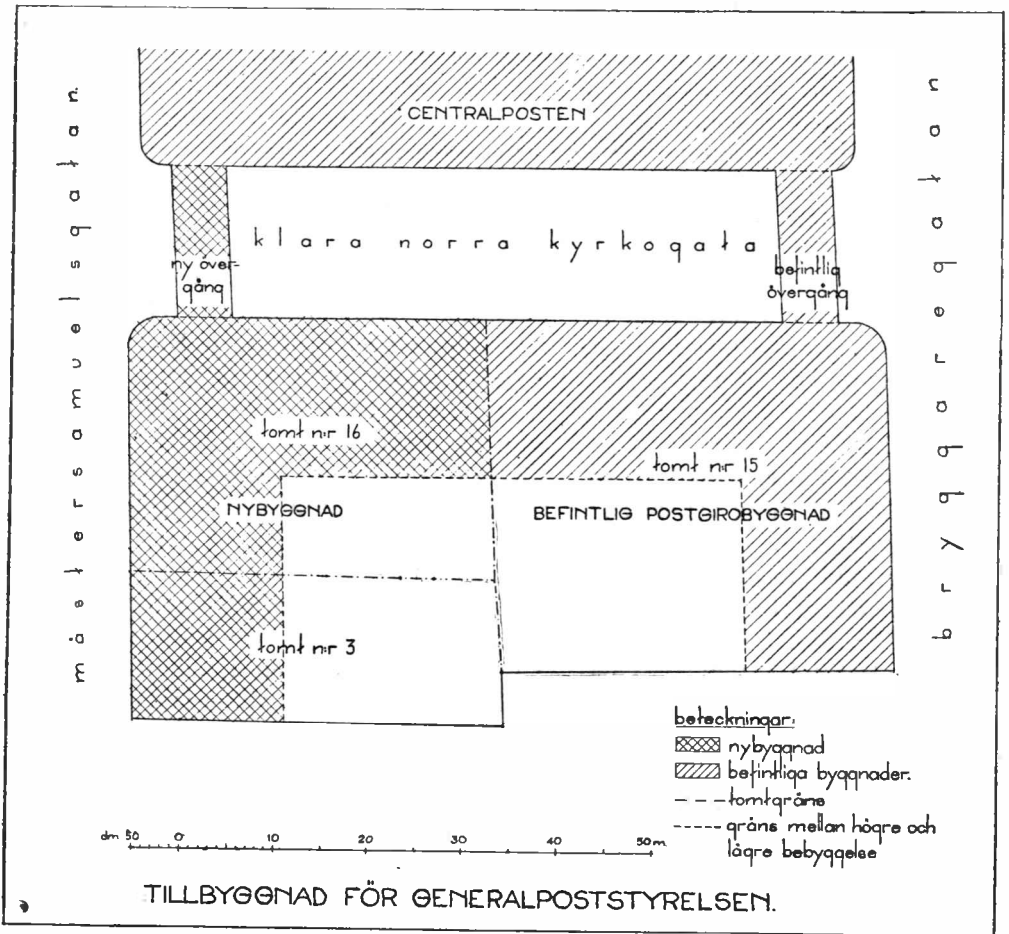 CENTRALPOSTEN
mäster samuelsgatan.
klara norra kyrkogata
bryggaregatan
ny över-
gång
befintlig
övergång
tomt n:r 16
tomt n:r 15
NYBYGGNAD
BEFINTLIG POSTGIROBYGGNAD
tomt n:r 3
beteckningar:
nybyggnad
befintliga byggnader.
tomtgräns
gräns mellan högre och
lägre bebyggelse
dm 50 0 10 20 30 40 50 m.
TILLBYGGNAD FÖR GENERALPOSTSTYRELSEN.